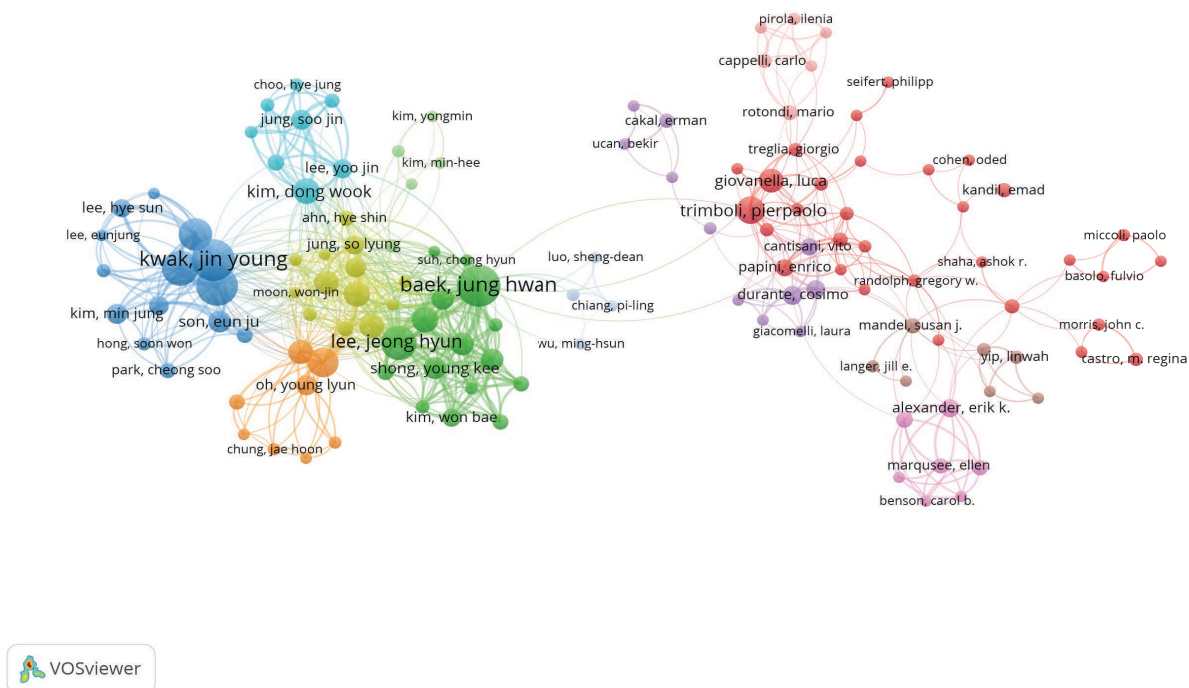 pirola, ilenia
cappelli, carlo
seifert, philipp
choo, hye jung
jung, soo jin
kim, yongmin
rotondi, mario
cakal, erman
ucan, bekir
treglia, giorgio
kim, min-hee
lee, yoo jin
cohen, oded
giovanella, luca
kim, dong wook
kandil, emad
lee, hye sun
trimboli, pierpaolo
ahn, hye shin
lee, eunjung
jung, so lyung
cantisani, vito
miccoli, paolo
kwak, jin young
suh, chong hyun
luo, sheng-dean
papini, enrico
shaha, ashok r.
basolo, fulvio
moon, won-jin
baek, jung hwan
randolph, gregory w.
durante, cosimo
chiang, pi-ling
kim, min jung
son, eun ju
giacomelli, laura
mandel, susan j.
morris, john c.
hong, soon won
lee, jeong hyun
wu, ming-hsun
yip, linwah
castro, m. regina
park, cheong soo
shong, young kee
langer, jill e.
oh, young lyun
alexander, erik k.
kim, won bae
chung, jae hoon
marqusee, ellen
benson, carol b.
VOSviewer